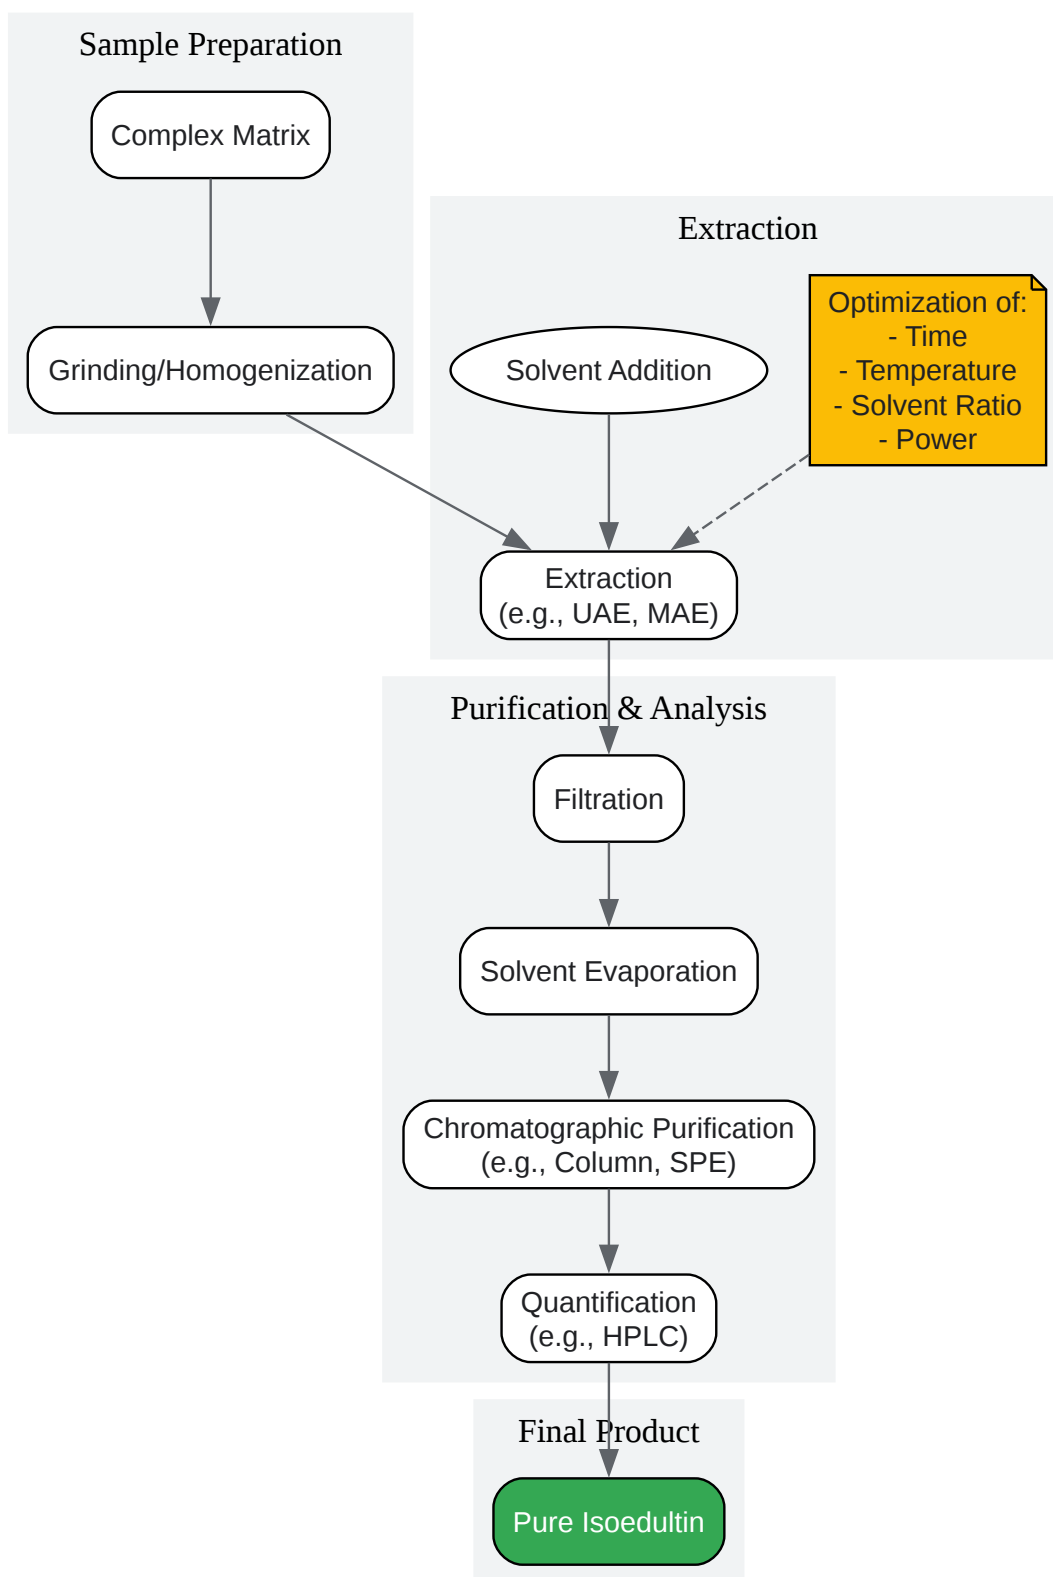 Sample Preparation
Complex Matrix
Grinding/Homogenization
Extraction
Solvent Addition
Optimization of:
- Time
- Temperature
- Solvent Ratio
- Power
Extraction
(e.g., UAE, MAE)
Purification & Analysis
Filtration
Solvent Evaporation
Chromatographic Purification
(e.g., Column, SPE)
Quantification
(e.g., HPLC)
Final Product
Pure Isoedultin